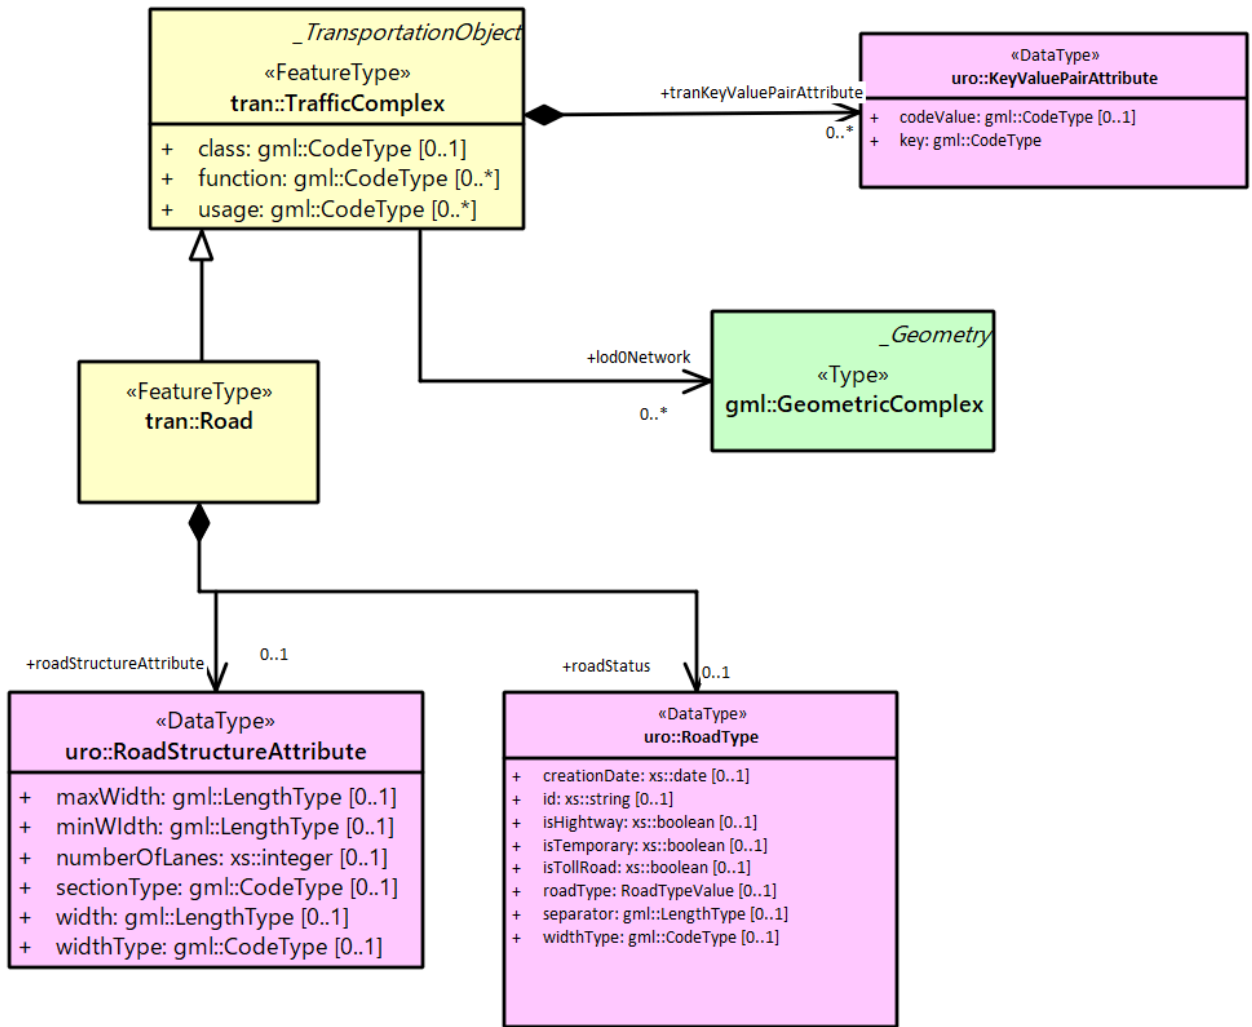 _TransportationObject
«FeatureType»
tran::TrafficComplex
+ class: gml::CodeType [0..1]
+ function: gml::CodeType [0..*]
+ usage: gml::CodeType [0..*]
+tranKeyValuePairAttribute
0..*
«DataType»
uro::KeyValuePairAttribute
+ codeValue: gml::CodeType [0..1]
+ key: gml::CodeType
+lod0Network
0..*
_Geometry
«Type»
gml::GeometricComplex
«FeatureType»
tran::Road
+roadStructureAttribute
0..1
+roadStatus
0..1
«DataType»
uro::RoadStructureAttribute
+ maxWidth: gml::LengthType [0..1]
+ minWIdth: gml::LengthType [0..1]
+ numberOfLanes: xs::integer [0..1]
+ sectionType: gml::CodeType [0..1]
+ width: gml::LengthType [0..1]
+ widthType: gml::CodeType [0..1]
«DataType»
uro::RoadType
+ creationDate: xs::date [0..1]
+ id: xs::string [0..1]
+ isHightway: xs::boolean [0..1]
+ isTemporary: xs::boolean [0..1]
+ isTollRoad: xs::boolean [0..1]
+ roadType: RoadTypeValue [0..1]
+ separator: gml::LengthType [0..1]
+ widthType: gml::CodeType [0..1]